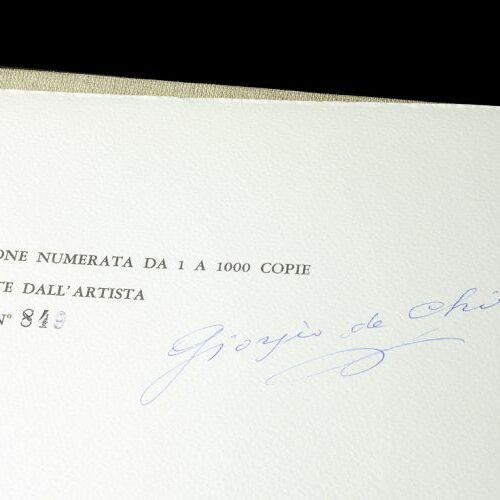 ONE NUMERATA DA 1 A 1000 COPIE
TE DALL'ARTISTA
N° 849
Giorgio de Chi